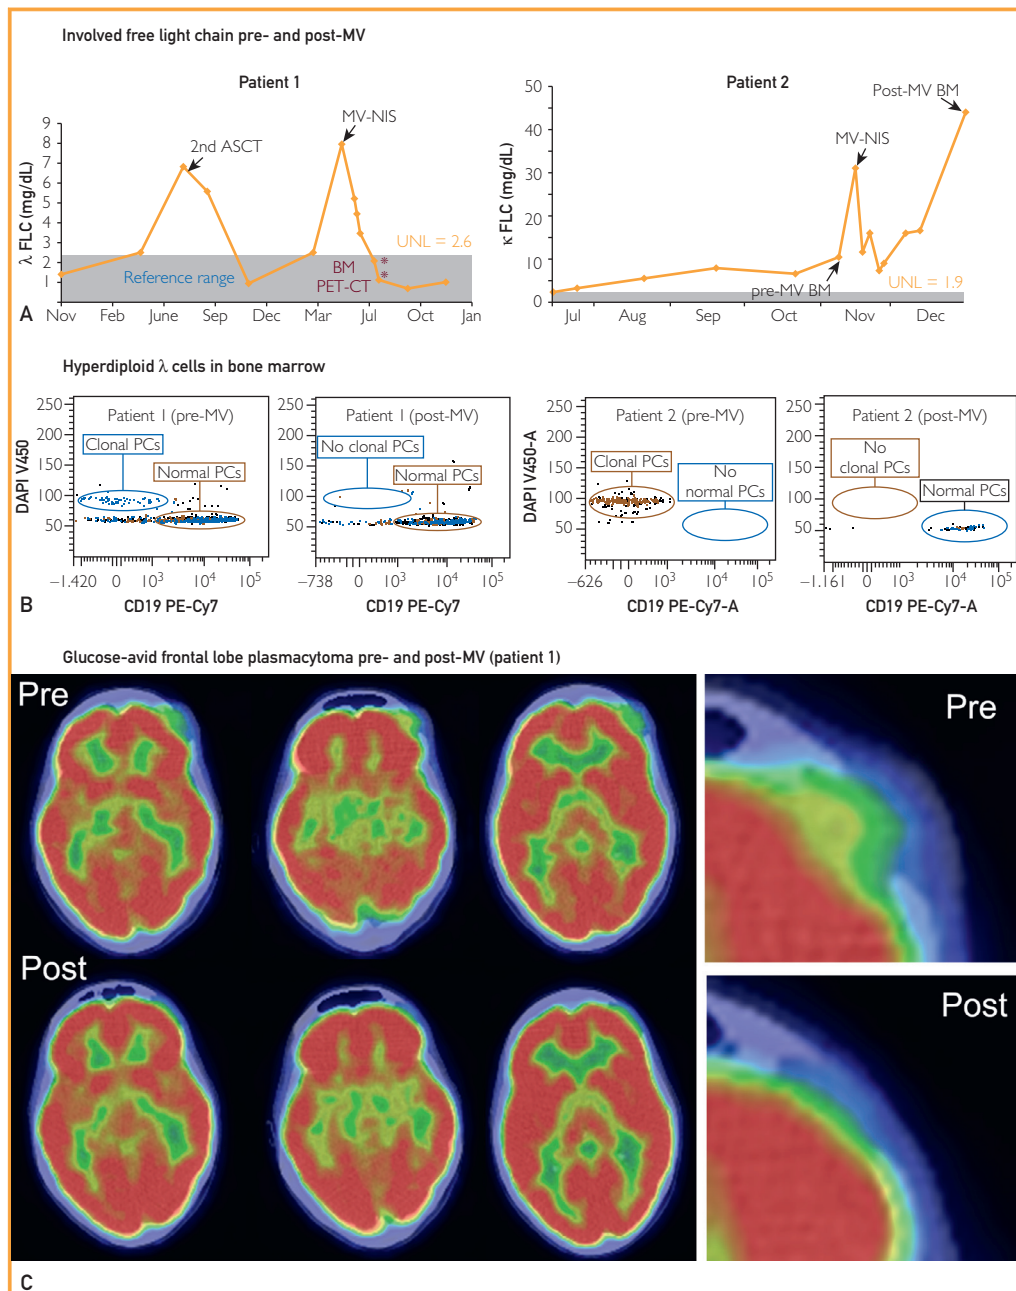 Involved free light chain pre- and post-MV
Patient 1
λ FLC (mg/dL)
9
8
7
6
5
4
3
2
1
2nd ASCT
MV-NIS
UNL = 2.6
Reference range
BM
PET-CT
*
*
Nov Feb June Sep Dec Mar Jul Oct Jan
Patient 2
κ FLC (mg/dL)
50
40
30
20
10
0
Post-MV BM
MV-NIS
pre-MV BM
UNL = 1.9
Jul Aug Sep Oct Nov Dec
A
Hyperdiploid λ cells in bone marrow
DAPI V450
250
200
150
100
50
Patient 1 (pre-MV)
Clonal PCs
Normal PCs
−1.420 0 10³ 10⁴ 10⁵
CD19 PE-Cy7
250
200
150
100
50
Patient 1 (post-MV)
No clonal PCs
Normal PCs
−738 0 10³ 10⁴ 10⁵
CD19 PE-Cy7
DAPI V450-A
250
200
150
100
50
Patient 2 (pre-MV)
Clonal PCs
No
normal PCs
−626 0 10³ 10⁴ 10⁵
CD19 PE-Cy7-A
250
200
150
100
50
Patient 2 (post-MV)
No
clonal PCs
Normal PCs
−1.161 0 10³ 10⁴ 10⁵
CD19 PE-Cy7-A
B
Glucose-avid frontal lobe plasmacytoma pre- and post-MV (patient 1)
Pre
Pre
Post
Post
C